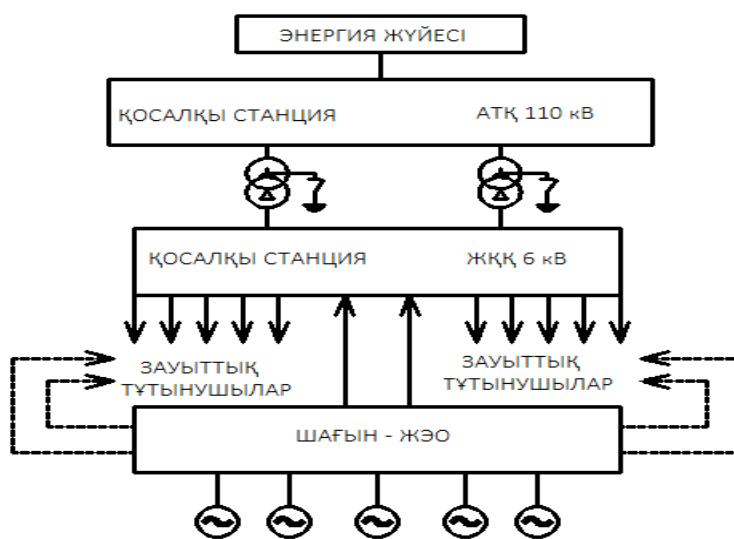 ЭНЕРГИЯ ЖҮЙЕСІ
ҚОСАЛҚЫ СТАНЦИЯ АТҚ 110 кВ
ҚОСАЛҚЫ СТАНЦИЯ ЖҚҚ 6 кВ
ЗАУЫТТЫҚ
ТҰТЫНУШЫЛАР
ЗАУЫТТЫҚ
ТҰТЫНУШЫЛАР
ШАҒЫН - ЖЭО